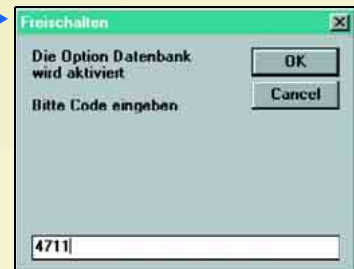 Freischalten
Die Option Datenbank
wird aktiviert
Bitte Code eingeben
OK
Cancel
4711